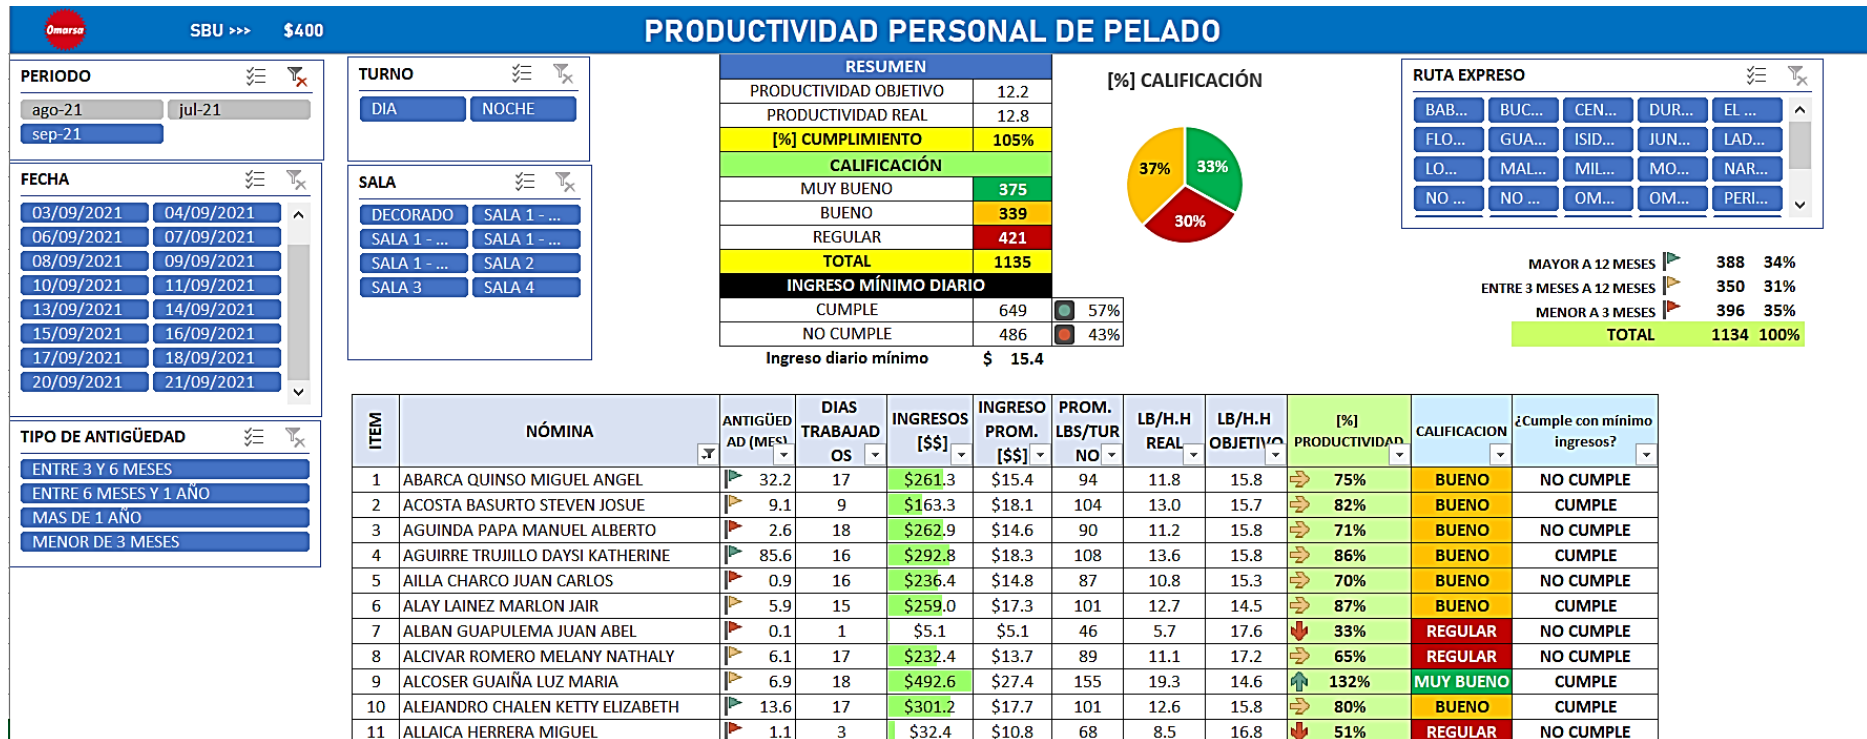 Omarsa
SBU >>> $400
PRODUCTIVIDAD PERSONAL DE PELADO
PERIODO
ago-21 jul-21
sep-21
FECHA
03/09/2021 04/09/2021
06/09/2021 07/09/2021
08/09/2021 09/09/2021
10/09/2021 11/09/2021
13/09/2021 14/09/2021
15/09/2021 16/09/2021
17/09/2021 18/09/2021
20/09/2021 21/09/2021
TIPO DE ANTIGÜEDAD
ENTRE 3 Y 6 MESES
ENTRE 6 MESES Y 1 AÑO
MAS DE 1 AÑO
MENOR DE 3 MESES
TURNO
DIA NOCHE
SALA
DECORADO SALA 1 - ...
SALA 1 - ... SALA 1 - ...
SALA 1 - ... SALA 2
SALA 3 SALA 4
RESUMEN
PRODUCTIVIDAD OBJETIVO 12.2
PRODUCTIVIDAD REAL 12.8
[%] CUMPLIMIENTO 105%
CALIFICACIÓN
MUY BUENO 375
BUENO 339
REGULAR 421
TOTAL 1135
INGRESO MÍNIMO DIARIO
CUMPLE 649 57%
NO CUMPLE 486 43%
Ingreso diario mínimo $ 15.4
[%] CALIFICACIÓN
37% 33%
30%
RUTA EXPRESO
BAB... BUC... CEN... DUR... EL ...
FLO... GUA... ISID... JUN... LAD...
LO... MAL... MIL... MO... NAR...
NO ... NO ... OM... OM... PERI...
MAYOR A 12 MESES 388 34%
ENTRE 3 MESES A 12 MESES 350 31%
MENOR A 3 MESES 396 35%
TOTAL 1134 100%
ITEM
NÓMINA
ANTIGÜED
AD (MES)
DIAS
TRABAJAD
OS
INGRESOS
[$$]
INGRESO
PROM.
[$$]
PROM.
LBS/TUR
NO
LB/H.H
REAL
LB/H.H
OBJETIVO
[%]
PRODUCTIVIDAD
CALIFICACION
¿Cumple con mínimo
ingresos?
1 ABARCA QUINSO MIGUEL ANGEL 32.2 17 $261.3 $15.4 94 11.8 15.8 75% BUENO NO CUMPLE
2 ACOSTA BASURTO STEVEN JOSUE 9.1 9 $163.3 $18.1 104 13.0 15.7 82% BUENO CUMPLE
3 AGUINDA PAPA MANUEL ALBERTO 2.6 18 $262.9 $14.6 90 11.2 15.8 71% BUENO NO CUMPLE
4 AGUIRRE TRUJILLO DAYSI KATHERINE 85.6 16 $292.8 $18.3 108 13.6 15.8 86% BUENO CUMPLE
5 AILLA CHARCO JUAN CARLOS 0.9 16 $236.4 $14.8 87 10.8 15.3 70% BUENO NO CUMPLE
6 ALAY LAINEZ MARLON JAIR 5.9 15 $259.0 $17.3 101 12.7 14.5 87% BUENO CUMPLE
7 ALBAN GUAPULEMA JUAN ABEL 0.1 1 $5.1 $5.1 46 5.7 17.6 33% REGULAR NO CUMPLE
8 ALCIVAR ROMERO MELANY NATHALY 6.1 17 $232.4 $13.7 89 11.1 17.2 65% REGULAR NO CUMPLE
9 ALCOSER GUAIÑA LUZ MARIA 6.9 18 $492.6 $27.4 155 19.3 14.6 132% MUY BUENO CUMPLE
10 ALEJANDRO CHALEN KETTY ELIZABETH 13.6 17 $301.2 $17.7 101 12.6 15.8 80% BUENO CUMPLE
11 ALLAICA HERRERA MIGUEL 1.1 3 $32.4 $10.8 68 8.5 16.8 51% REGULAR NO CUMPLE